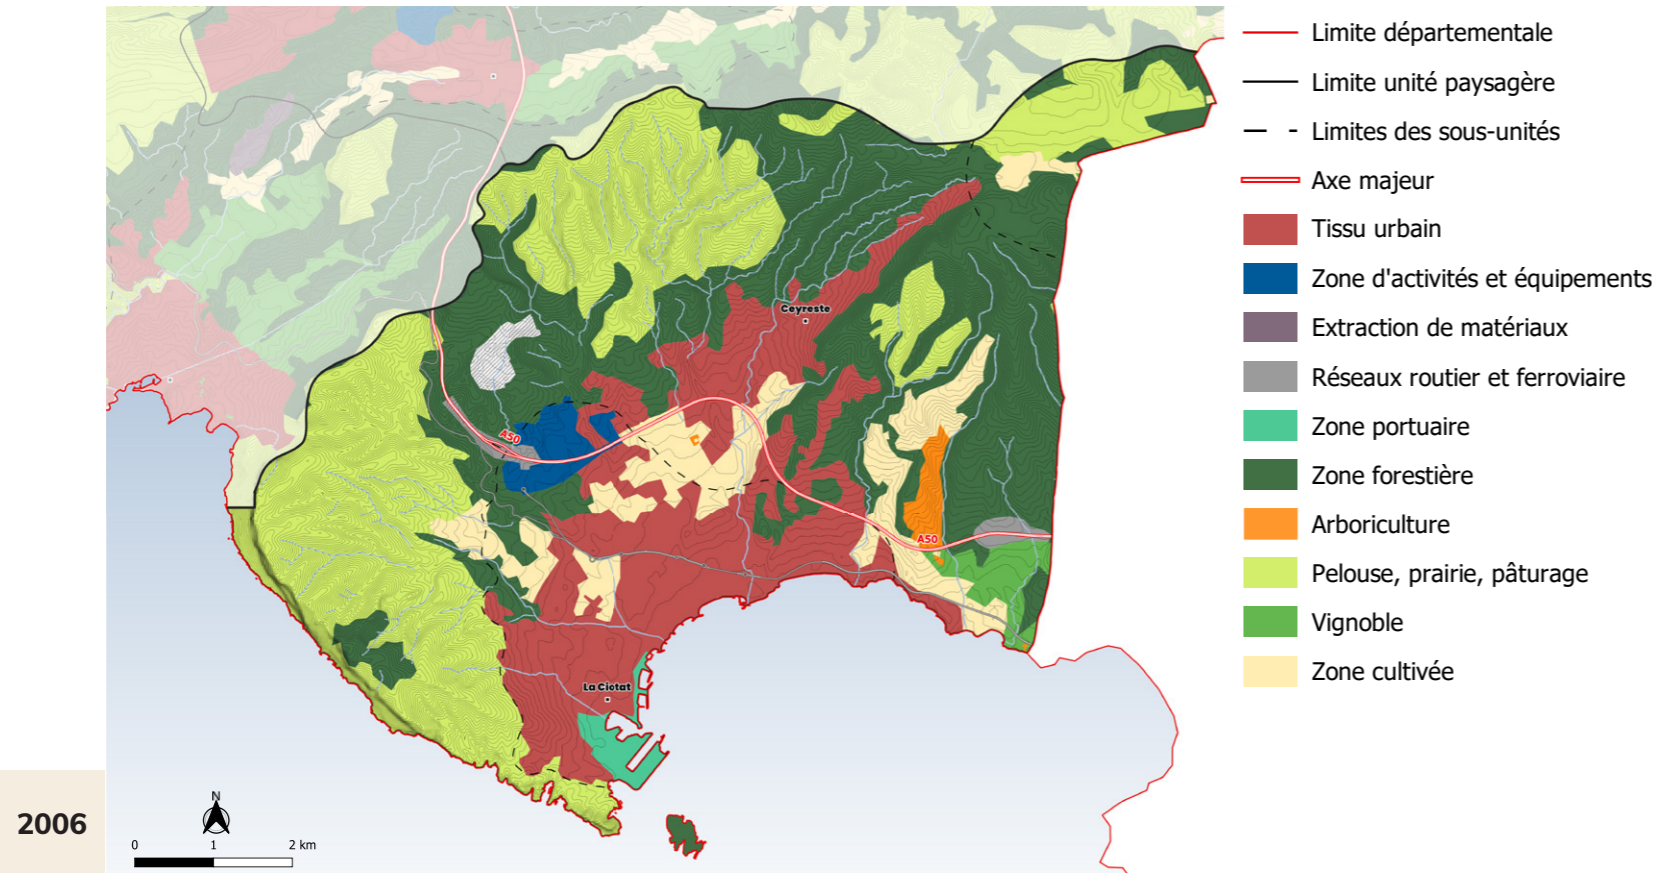 Limite départementale
Limite unité paysagère
Limites des sous-unités
Axe majeur
Tissu urbain
Zone d'activités et équipements
Extraction de matériaux
Réseaux routier et ferroviaire
Zone portuaire
Zone forestière
Arboriculture
Pelouse, prairie, pâturage
Vignoble
Zone cultivée
Ceyreste
A50
A50
La Ciotat
2006
N
0 1 2 km